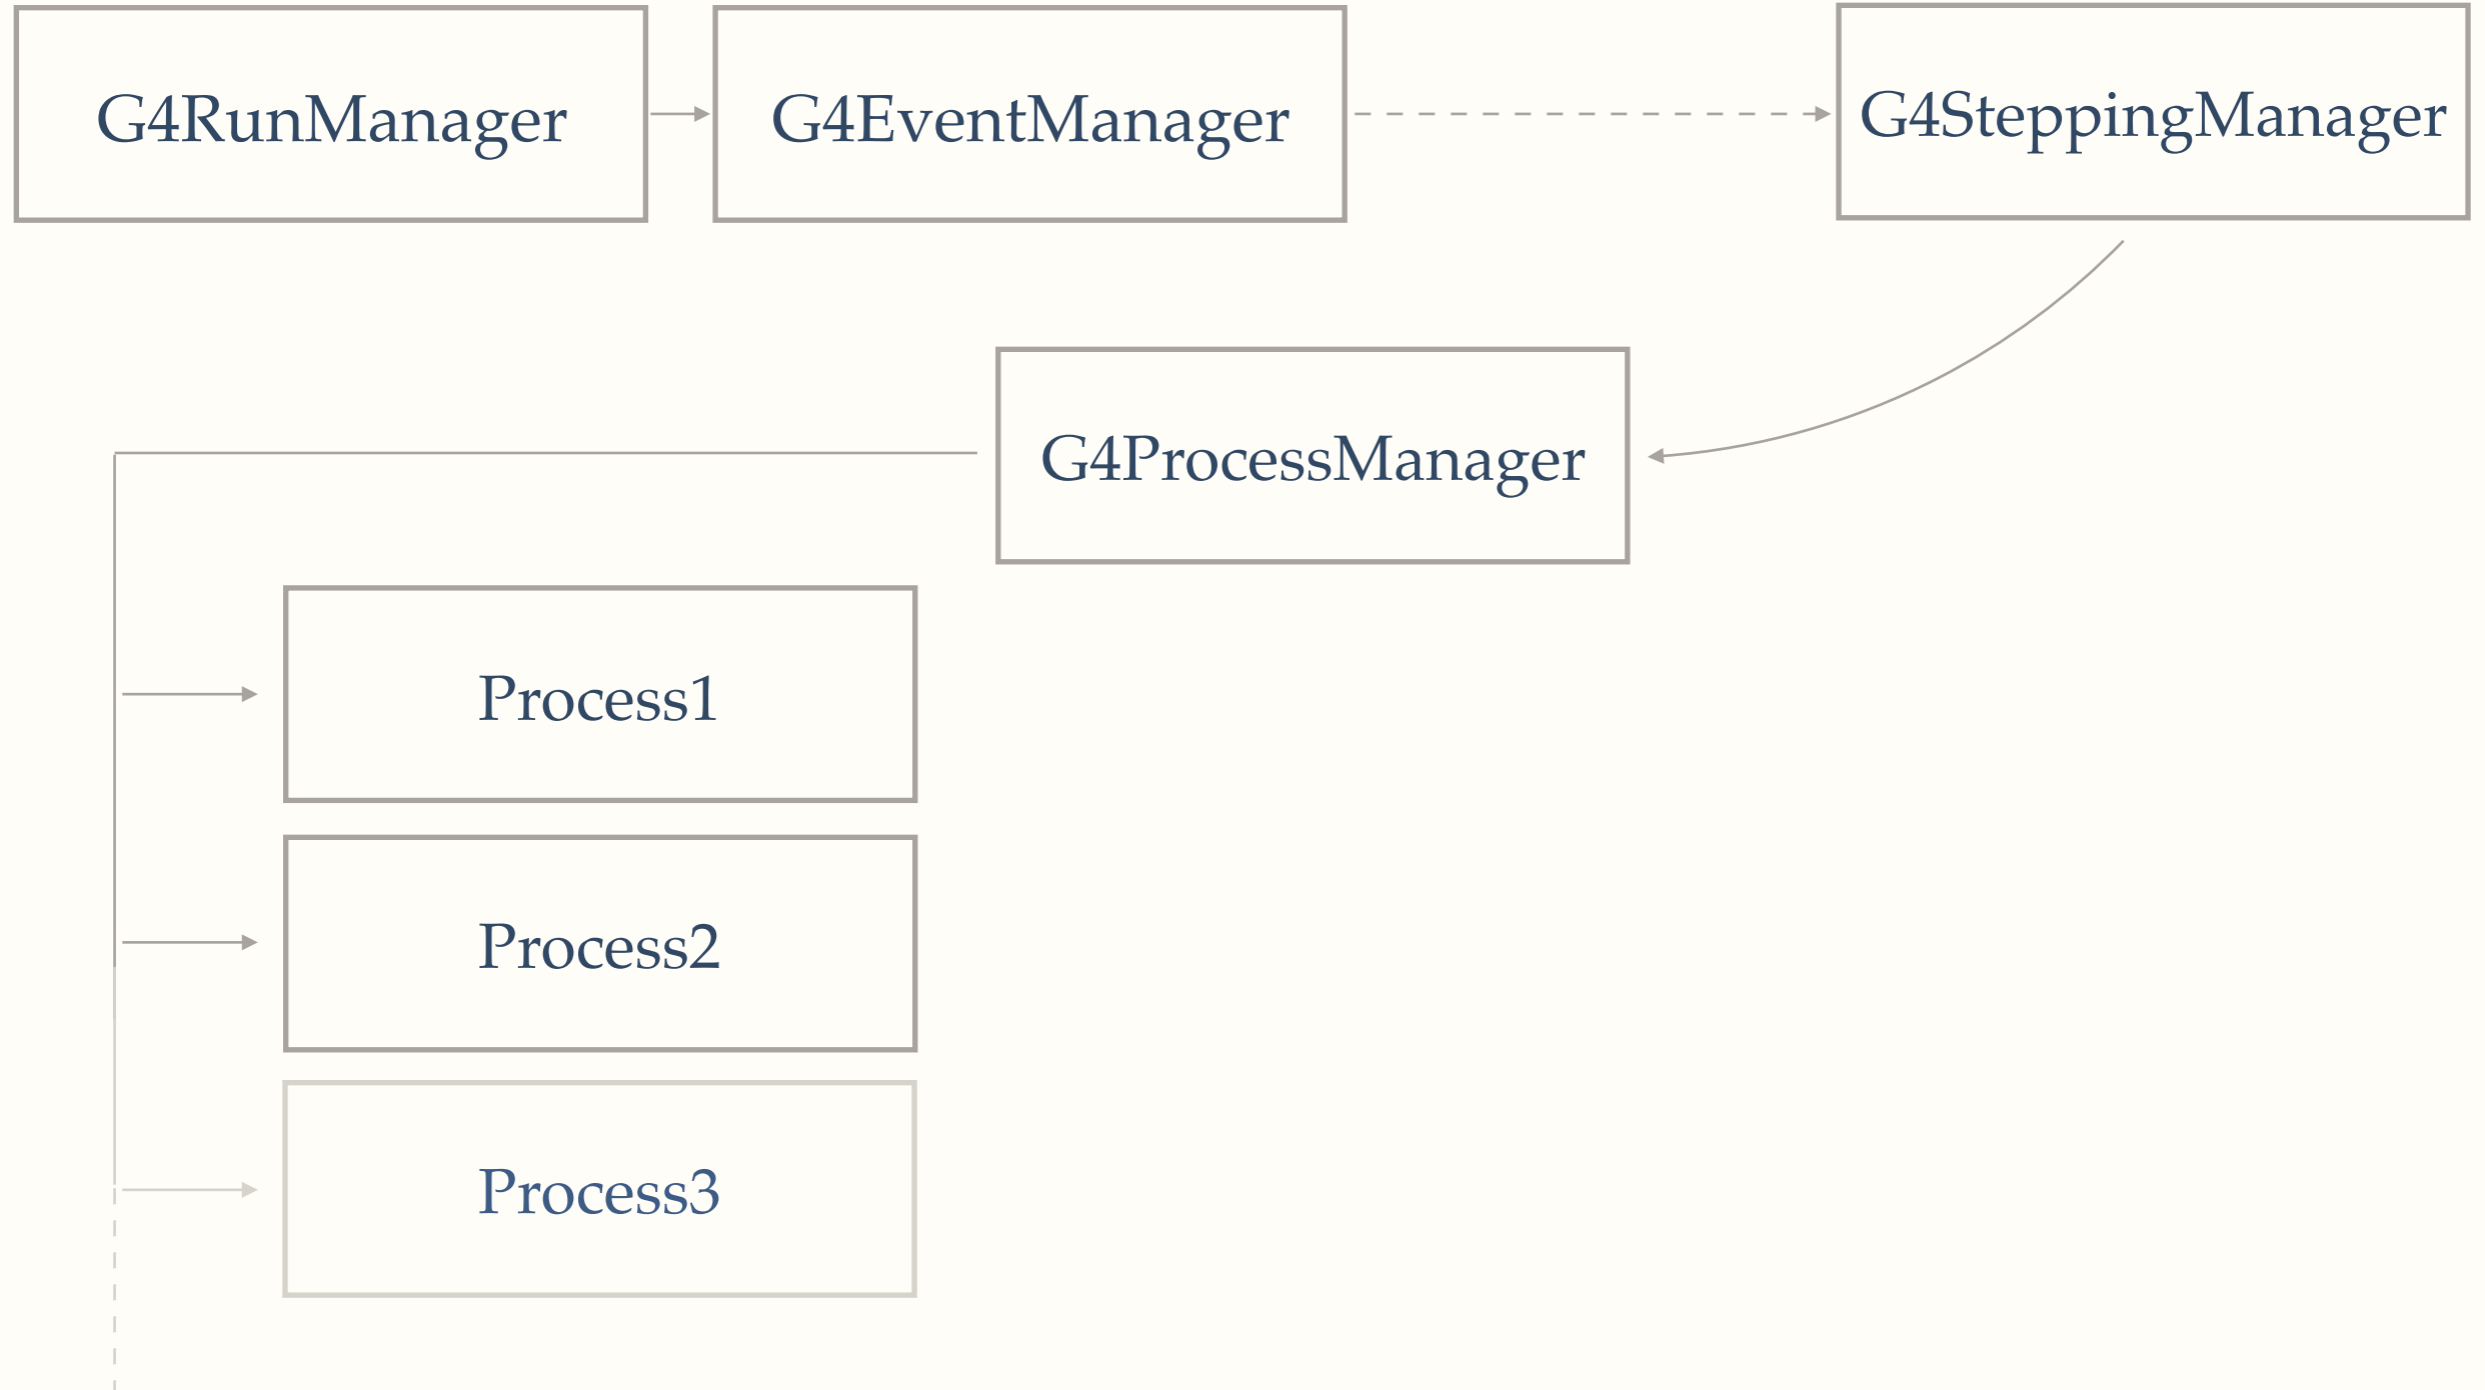 G4RunManager
G4EventManager
G4SteppingManager
G4ProcessManager
Process1
Process2
Process3